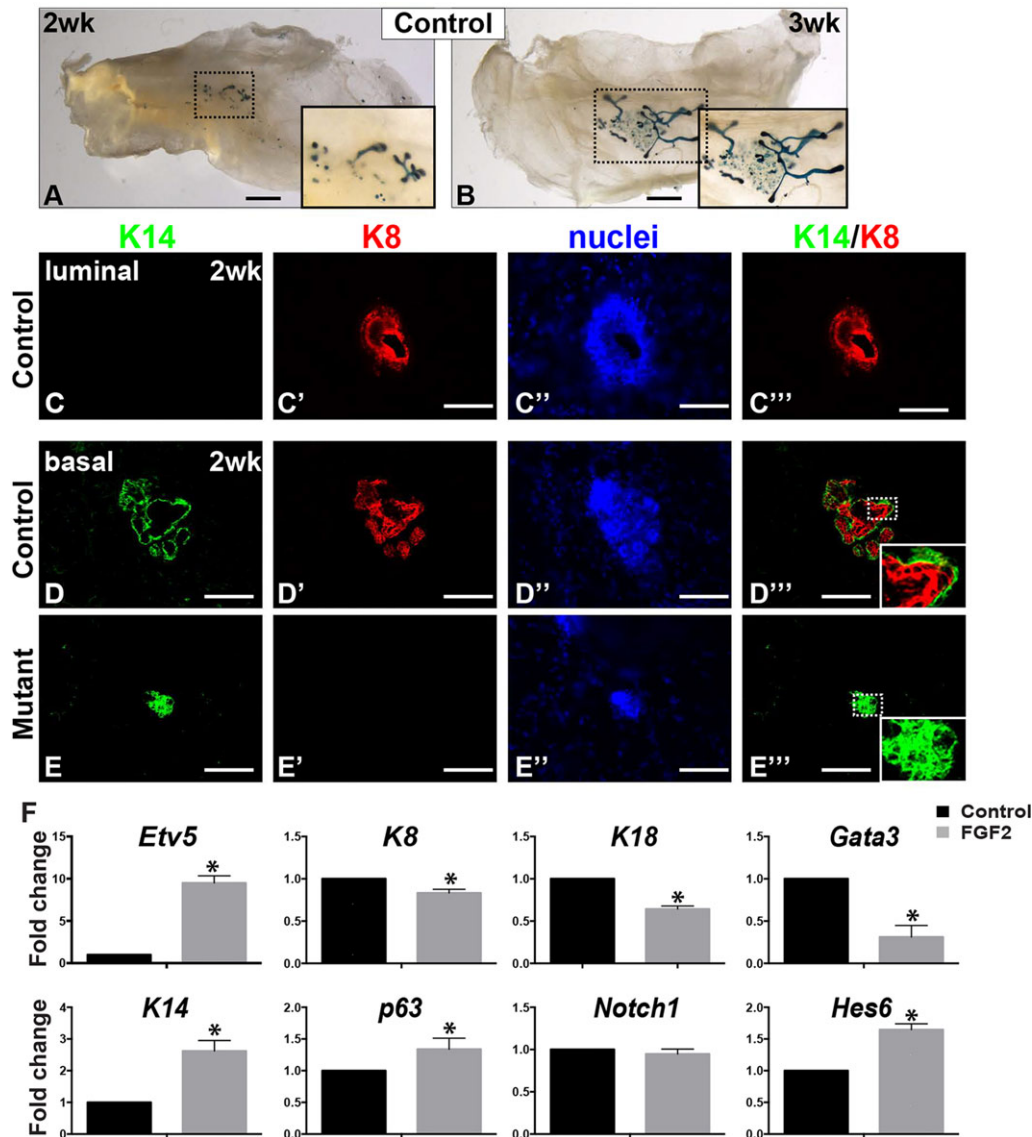 2wk Control 3wk
A B
K14 K8 nuclei K14/K8
Control
luminal 2wk
C C' C'' C'''
Control
basal 2wk
D D' D'' D'''
Mutant
E E' E'' E'''
F
Control
FGF2
Etv5 K8 K18 Gata3
Fold change
15 10 5 0
*
1.5 1.0 0.5 0.0
*
1.5 1.0 0.5 0.0
*
1.5 1.0 0.5 0.0
*
K14 p63 Notch1 Hes6
Fold change
4 3 2 1 0
*
2.0 1.5 1.0 0.5 0.0
*
1.5 1.0 0.5 0.0
2.0 1.5 1.0 0.5 0.0
*